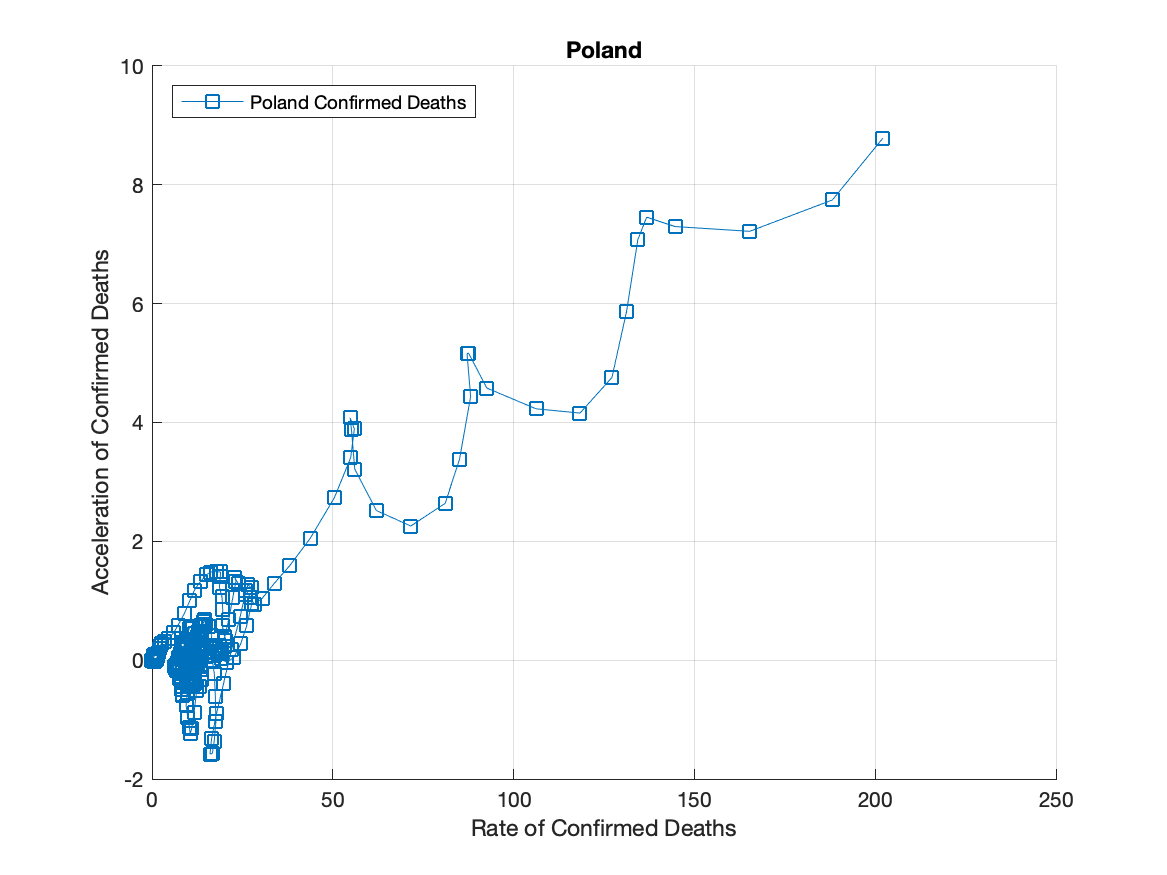 Poland
10
Poland Confirmed Deaths
8
6
4
2
0
-2
Acceleration of Confirmed Deaths
0 50 100 150 200 250
Rate of Confirmed Deaths